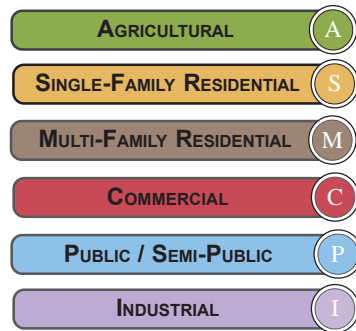 Agricultural A
Single-Family Residential S
Multi-Family Residential M
Commercial C
Public / Semi-Public P
Industrial I